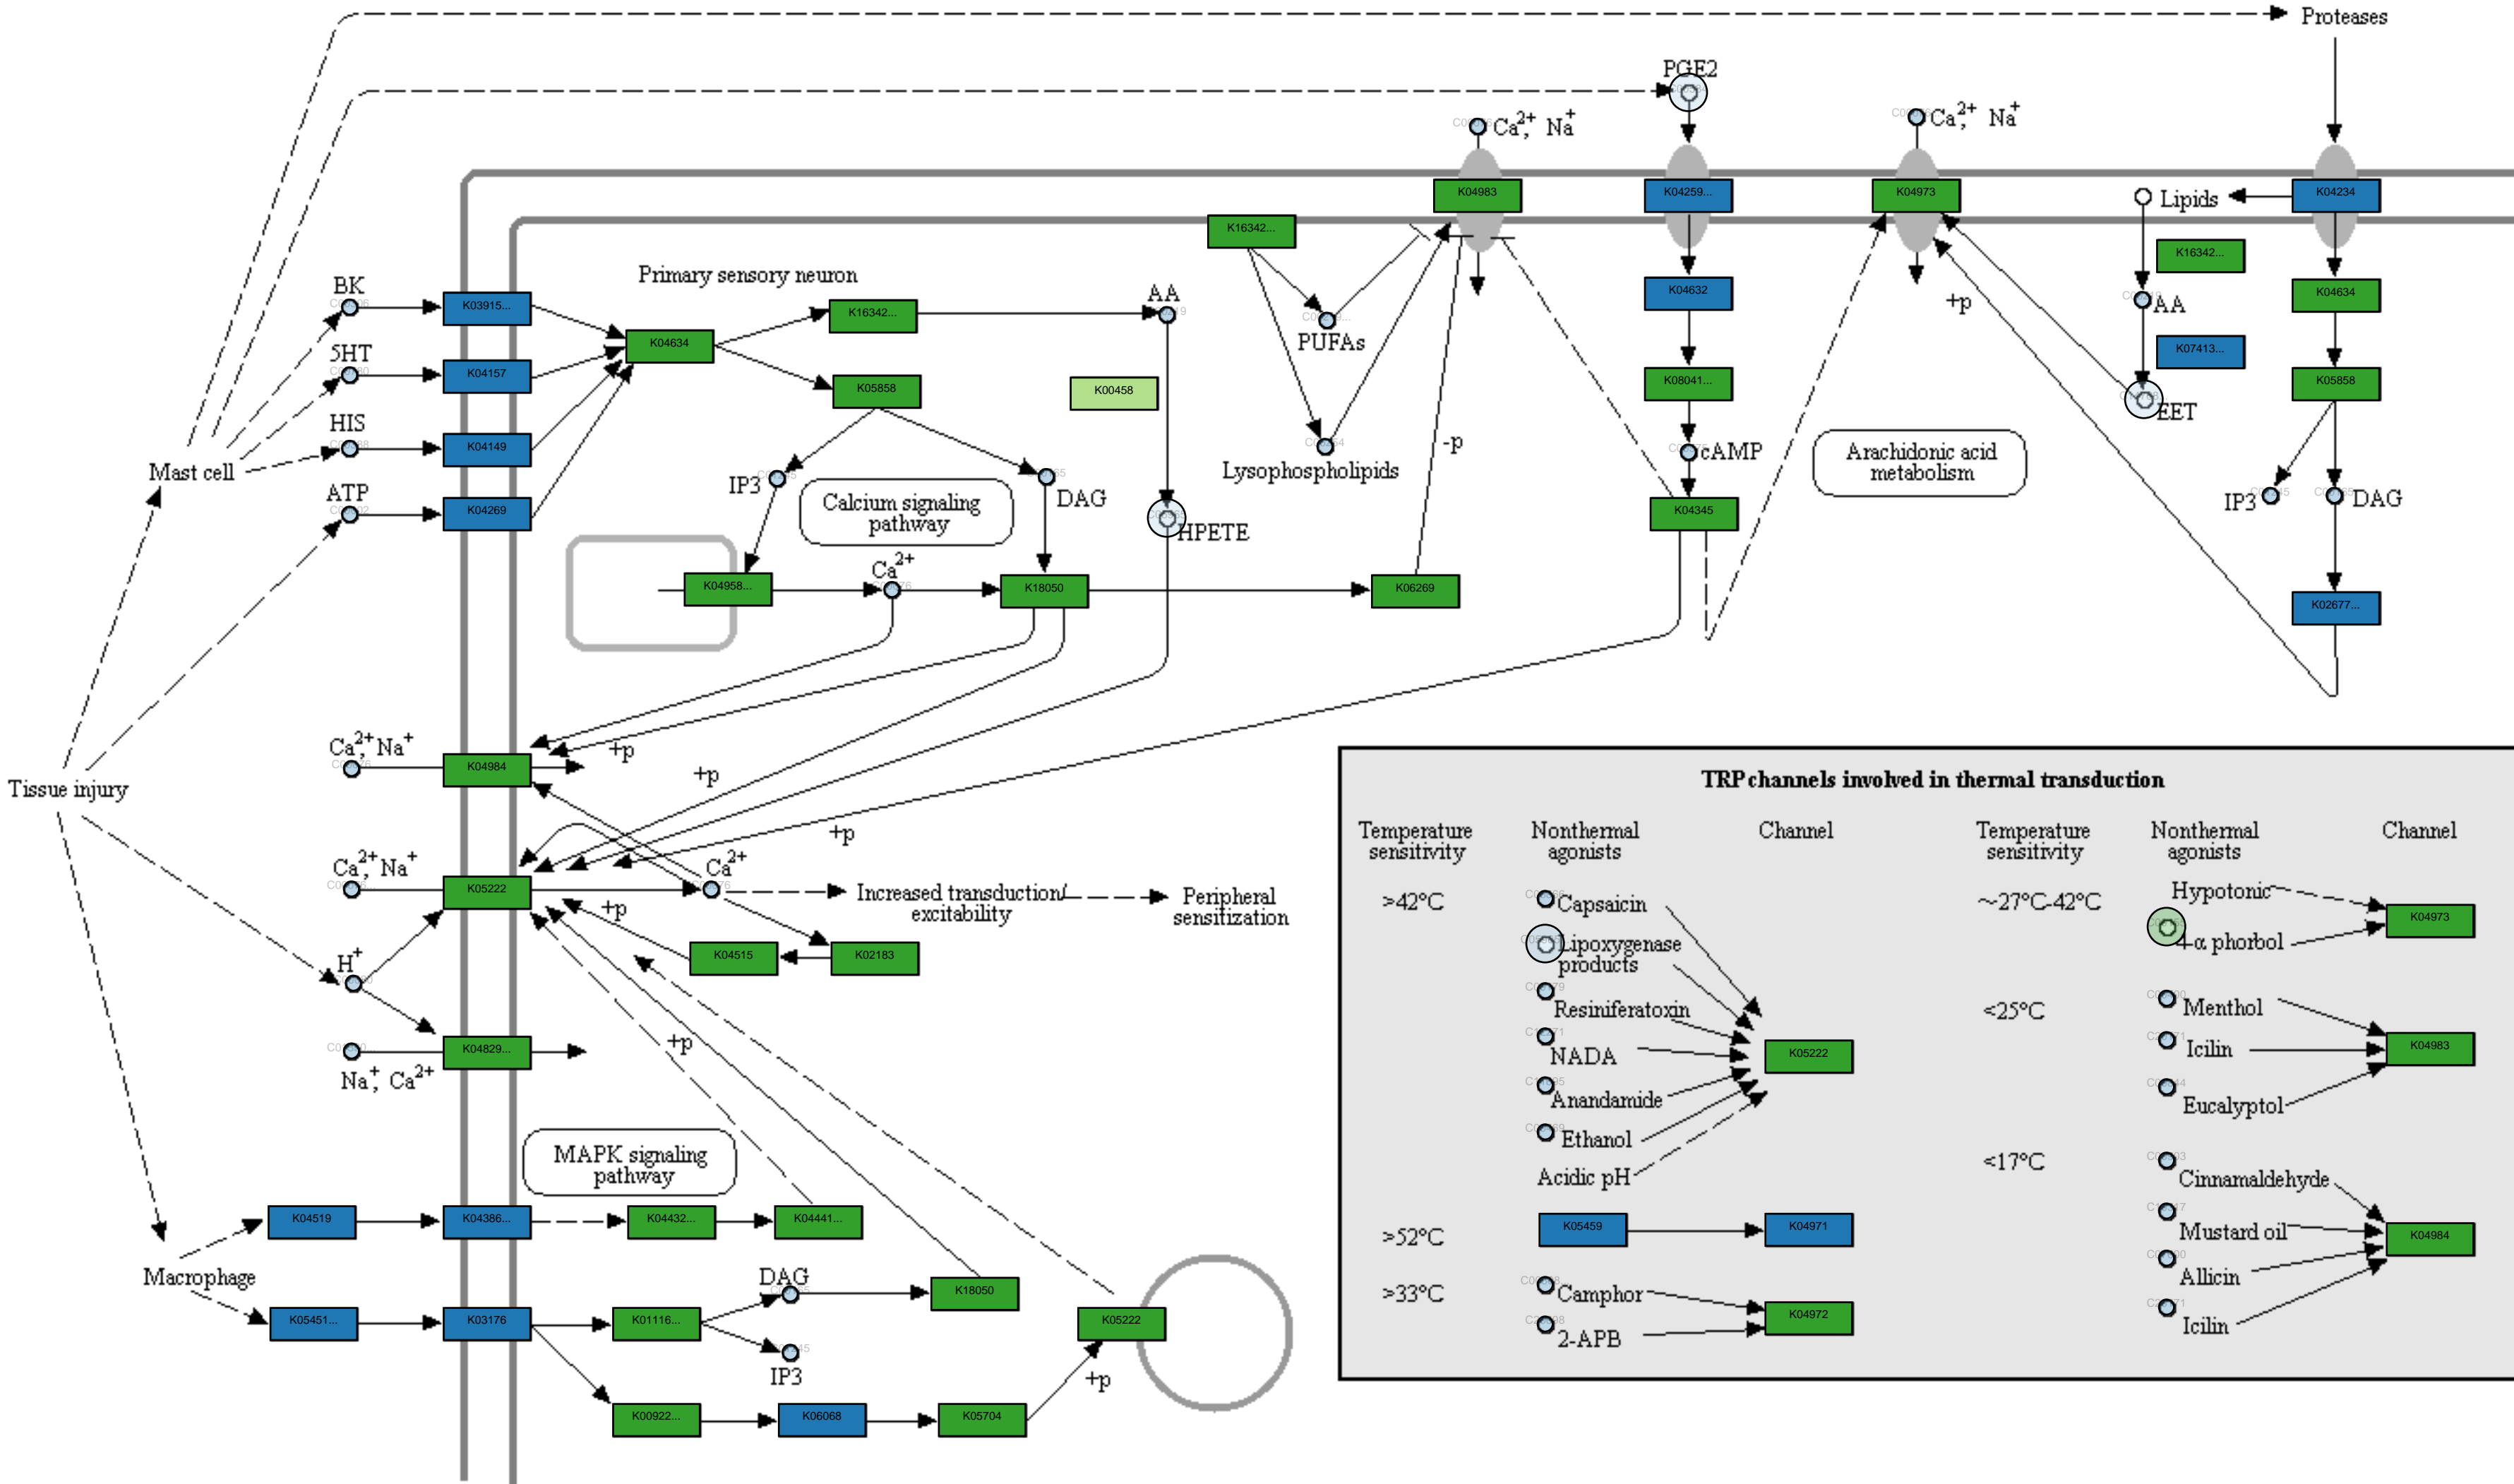 Proteases
PGE2
Ca2+, Na+
Ca2+, Na+
K04983
K04259...
K04973
Lipids
K04234
K16342...
K16342...
Primary sensory neuron
BK
K03915...
K16342...
AA
PUFAs
K04632
+p
AA
K04634
5HT
K04157
K04634
K05858
K00458
K08041...
K07413...
EET
K05858
HIS
K04149
Mast cell
-p
Lysophospholipids
cAMP
Arachidonic acid
metabolism
ATP
K04269
IP3
Calcium signaling
pathway
DAG
HPETE
K04345
IP3
DAG
K04958...
Ca2+
K18050
K06269
K02677...
Ca2+, Na+
K04984
+p
+p
+p
Tissue injury
Ca2+, Na+
K05222
Ca2+
Increased transduction/
excitability
Peripheral
sensitization
+p
K04515
K02183
H+
K04829...
Na+, Ca2+
+p
MAPK signaling
pathway
K04519
K04386...
K04432...
K04441...
Macrophage
DAG
K18050
K05451...
K03176
K01116...
K05222
IP3
+p
K00922...
K06068
K05704
TRP channels involved in thermal transduction
Temperature
sensitivity
Nonthermal
agonists
Channel
Temperature
sensitivity
Nonthermal
agonists
Channel
>42°C
Capsaicin
Lipoxygenase
products
Resiniferatoxin
NADA
K05222
Anandamide
Ethanol
Acidic pH
>52°C
K05459
K04971
>33°C
Camphor
2-APB
K04972
~27°C-42°C
Hypotonic
4α phorbol
K04973
<25°C
Menthol
Icilin
K04983
Eucalyptol
<17°C
Cinnamaldehyde
Mustard oil
K04984
Allicin
Icilin